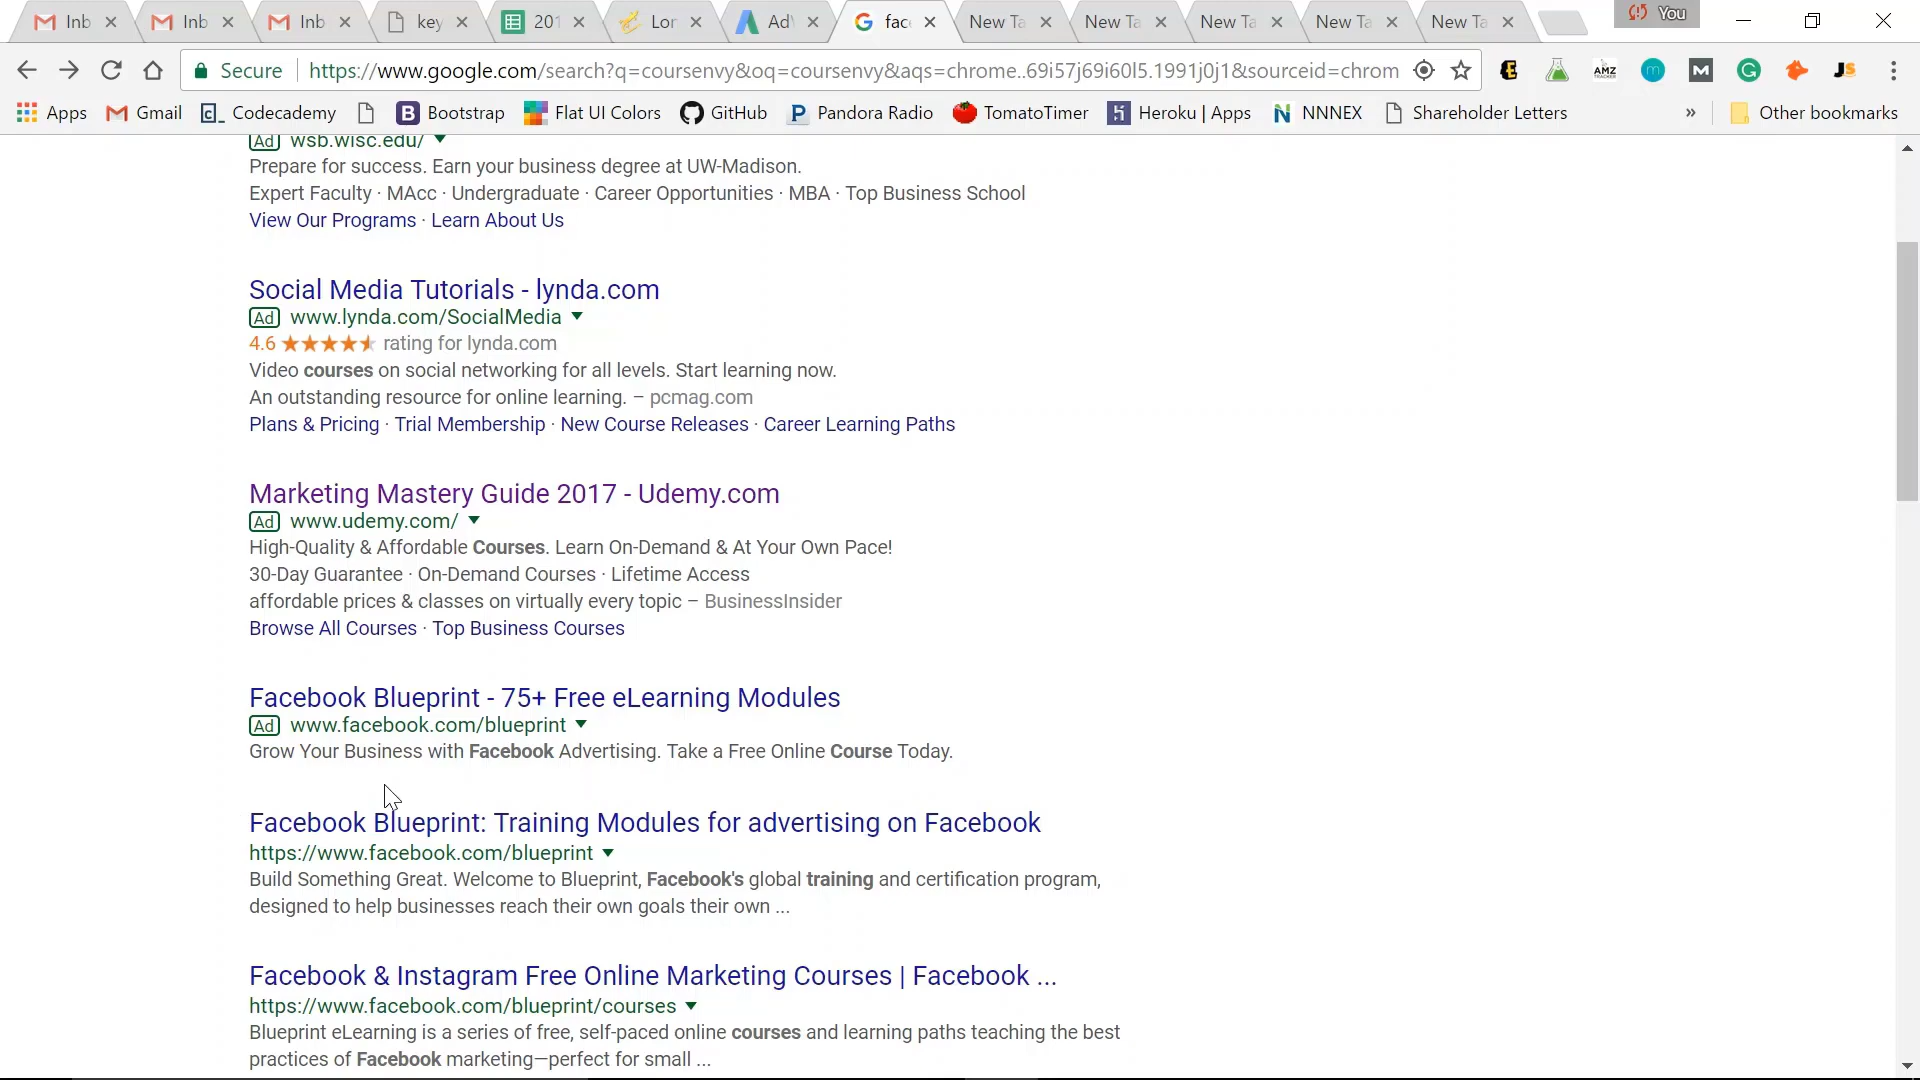 Inb
Inb
Inb
key
201
Lor
Ad
fac
New Ta
New Ta
New Ta
New Ta
New Ta
You
Secure
https://www.google.com/search?q=coursenvy&oq=coursenvy&aqs=chrome..69i57j69i60l5.1991j0j1&sourceid=chrom
Apps
Gmail
Codecademy
Bootstrap
Flat UI Colors
GitHub
Pandora Radio
TomatoTimer
Heroku | Apps
NNNEX
Shareholder Letters
»
Other bookmarks
Ad wsb.wisc.edu/
Prepare for success. Earn your business degree at UW-Madison.
Expert Faculty · MAcc · Undergraduate · Career Opportunities · MBA · Top Business School
View Our Programs · Learn About Us
Social Media Tutorials - lynda.com
Ad www.lynda.com/SocialMedia
4.6 ★★★★★ rating for lynda.com
Video courses on social networking for all levels. Start learning now.
An outstanding resource for online learning. – pcmag.com
Plans & Pricing · Trial Membership · New Course Releases · Career Learning Paths
Marketing Mastery Guide 2017 - Udemy.com
Ad www.udemy.com/
High-Quality & Affordable Courses. Learn On-Demand & At Your Own Pace!
30-Day Guarantee · On-Demand Courses · Lifetime Access
affordable prices & classes on virtually every topic – BusinessInsider
Browse All Courses · Top Business Courses
Facebook Blueprint - 75+ Free eLearning Modules
Ad www.facebook.com/blueprint
Grow Your Business with Facebook Advertising. Take a Free Online Course Today.
Facebook Blueprint: Training Modules for advertising on Facebook
https://www.facebook.com/blueprint
Build Something Great. Welcome to Blueprint, Facebook's global training and certification program,
designed to help businesses reach their own goals their own ...
Facebook & Instagram Free Online Marketing Courses | Facebook ...
https://www.facebook.com/blueprint/courses
Blueprint eLearning is a series of free, self-paced online courses and learning paths teaching the best
practices of Facebook marketing—perfect for small ...